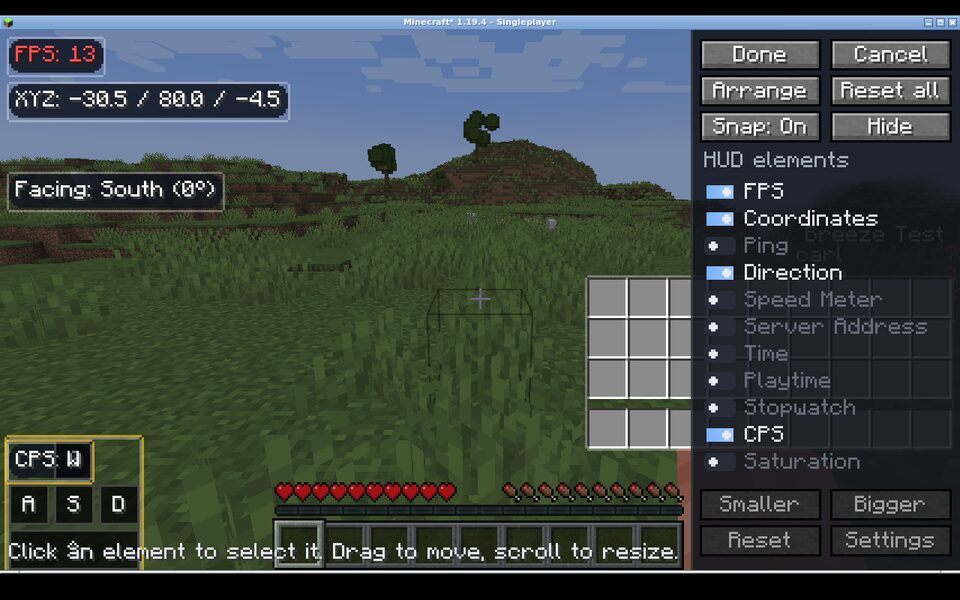 Minecraft* 1.19.4 - Singleplayer
FPS: 13
XYZ: -30.5 / 80.0 / -4.5
Facing: South (0°)
Done
Cancel
Arrange
Reset all
Snap: On
Hide
HUD elements
FPS
Coordinates
Breeze Test
Ping
carl
Direction
Speed Meter
Server Address
Time
Playtime
Stopwatch
CPS
Saturation
CPS W
A S D
Smaller
Bigger
Reset
Settings
Click an element to select it. Drag to move, scroll to resize.